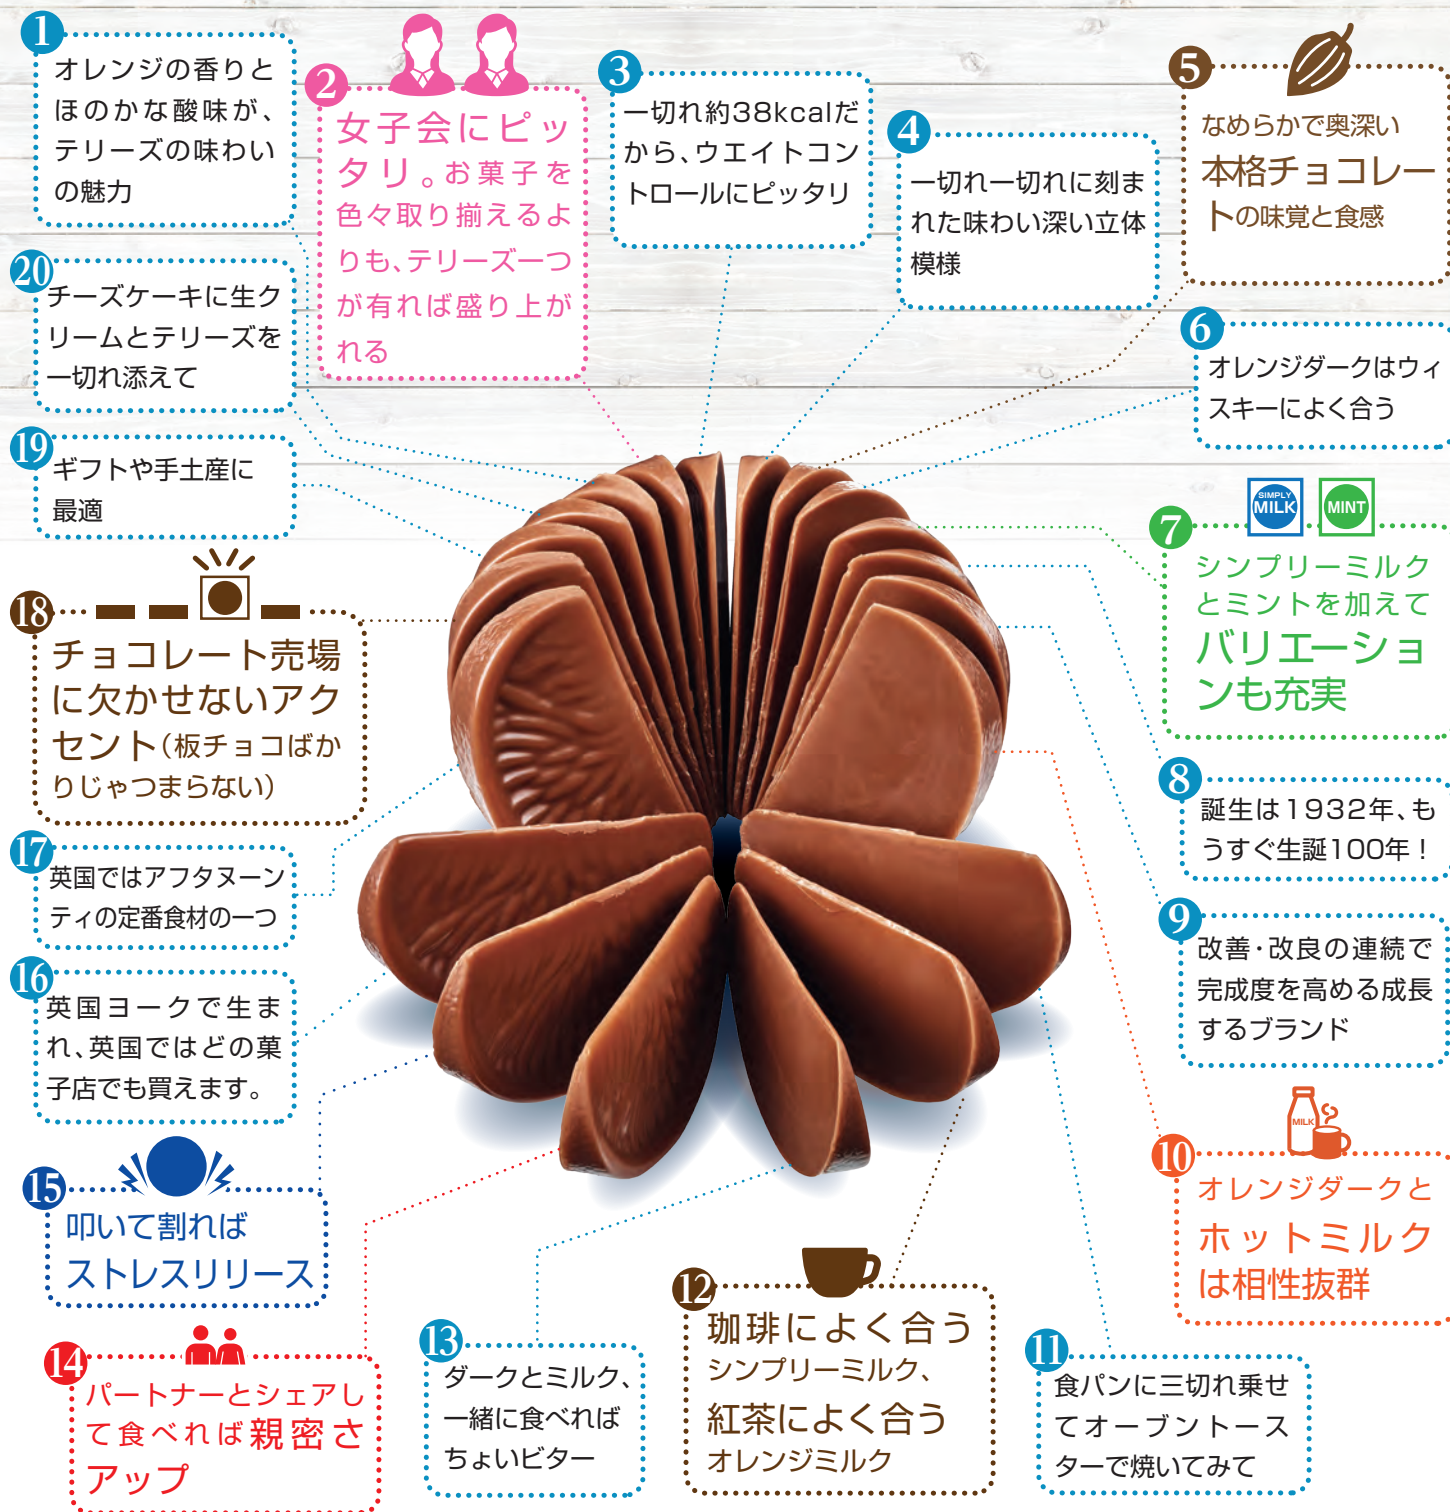 1
オレンジの香りと
ほのかな酸味が、
テリーズの味わい
の魅力
2
女子会にピッ
タリ。お菓子を
色々取り揃えるよ
りも、テリーズ一つ
が有れば盛り上が
れる
3
一切れ約38kcalだ
から、ウエイトコン
トロールにピッタリ
4
一切れ一切れに刻ま
れた味わい深い立体
模様
5
なめらかで奥深い
本格チョコレー
トの味覚と食感
6
オレンジダークはウィ
スキーによく合う
SIMPLY
MILK
MINT
7
シンプリーミルク
とミントを加えて
バリエーショ
ンも充実
8
誕生は1932年、も
うすぐ生誕100年！
9
改善・改良の連続で
完成度を高める成長
するブランド
MILK
10
オレンジダークと
ホットミルク
は相性抜群
11
食パンに三切れ乗せ
てオーブントース
ターで焼いてみて
12
珈琲によく合う
シンプリーミルク、
紅茶によく合う
オレンジミルク
13
ダークとミルク、
一緒に食べれば
ちょいビター
14
パートナーとシェアし
て食べれば親密さ
アップ
15
叩いて割れば
ストレスリリース
16
英国ヨークで生ま
れ、英国ではどの菓
子店でも買えます。
17
英国ではアフタヌーン
ティの定番食材の一つ
18
チョコレート売場
に欠かせないアク
セント（板チョコばか
りじゃつまらない）
19
ギフトや手土産に
最適
20
チーズケーキに生ク
リームとテリーズを
一切れ添えて